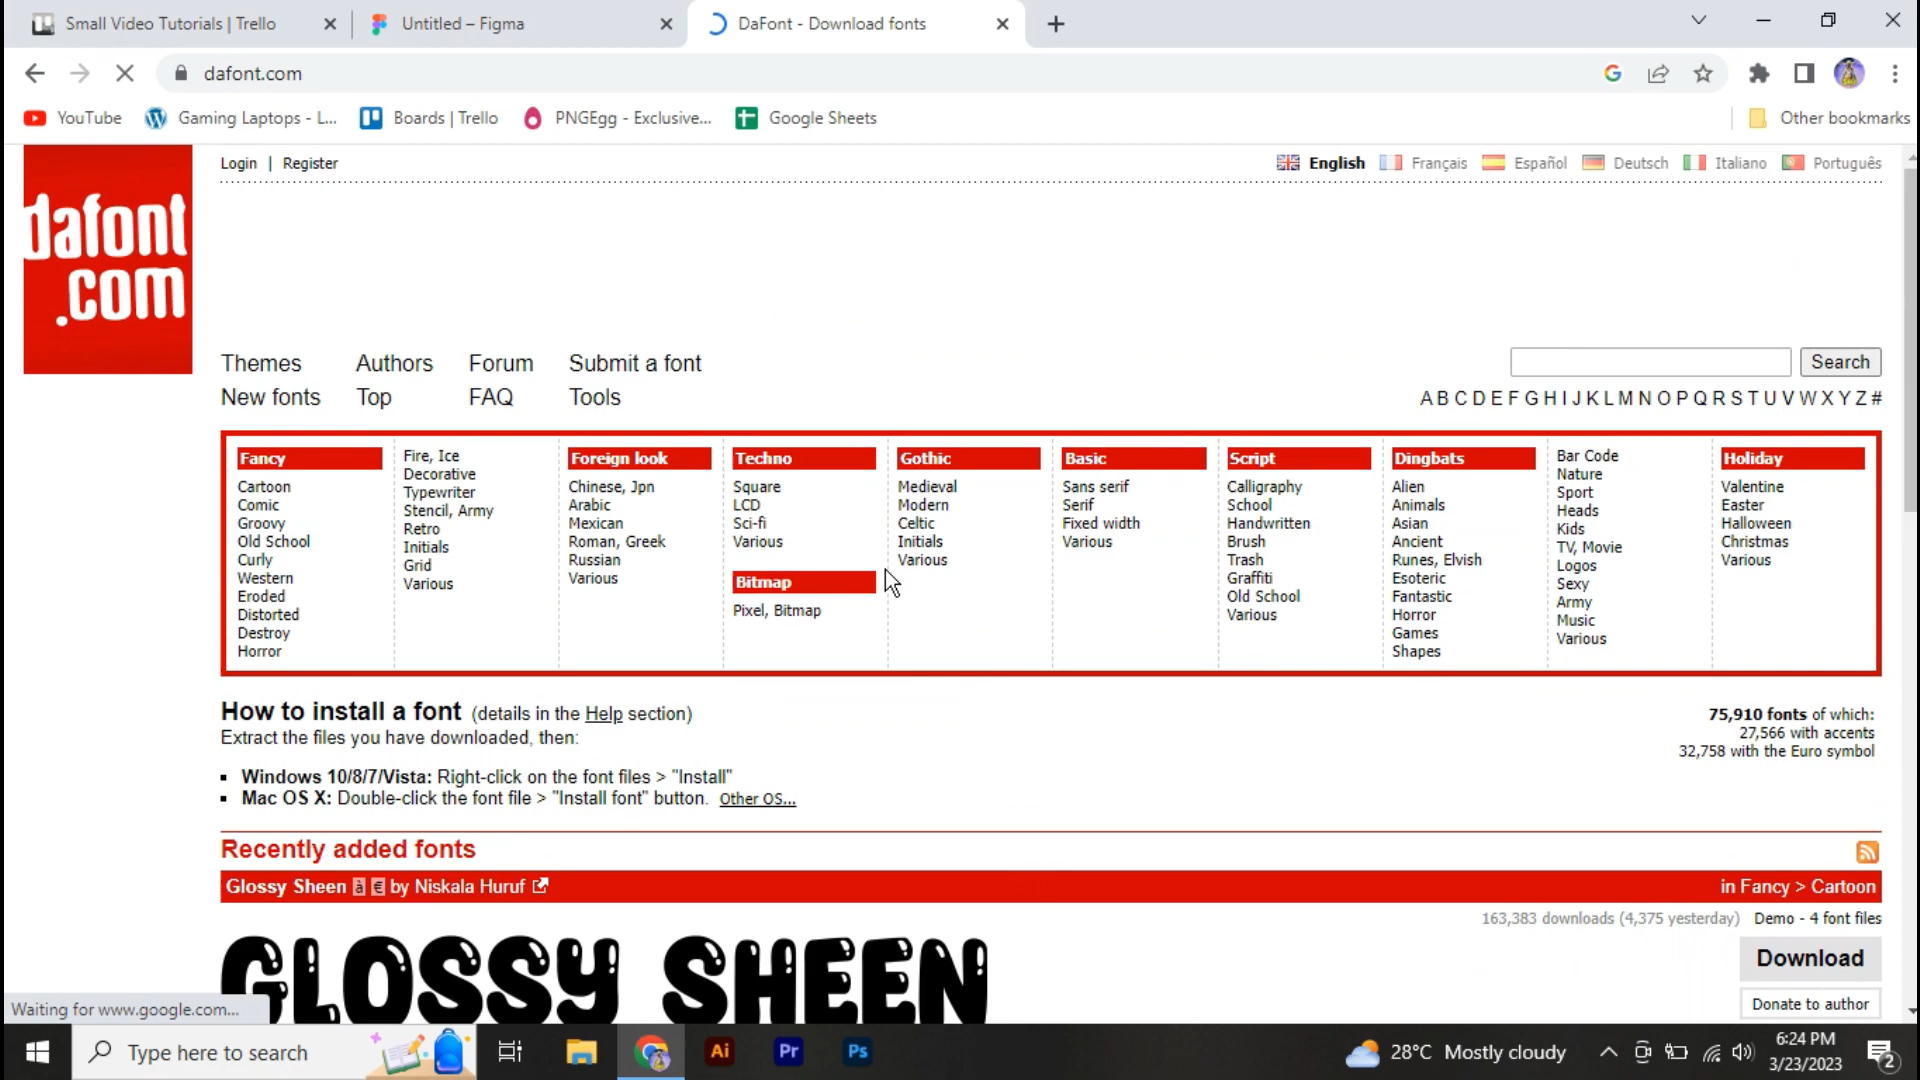 Small Video Tutorials | Trello
Untitled – Figma
DaFont - Download fonts
dafont.com
YouTube
Gaming Laptops - L...
Boards | Trello
PNGEgg - Exclusive...
Google Sheets
Other bookmarks
dafont
.com
Login | Register
English Français Español Deutsch Italiano Português
Themes Authors Forum Submit a font
Search
New fonts Top FAQ Tools
A B C D E F G H I J K L M N O P Q R S T U V W X Y Z #
Fancy
Cartoon
Comic
Groovy
Old School
Curly
Western
Eroded
Distorted
Destroy
Horror
Fire, Ice
Decorative
Typewriter
Stencil, Army
Retro
Initials
Grid
Various
Foreign look
Chinese, Jpn
Arabic
Mexican
Roman, Greek
Russian
Various
Techno
Square
LCD
Sci-fi
Various
Bitmap
Pixel, Bitmap
Gothic
Medieval
Modern
Celtic
Initials
Various
Basic
Sans serif
Serif
Fixed width
Various
Script
Calligraphy
School
Handwritten
Brush
Trash
Graffiti
Old School
Various
Dingbats
Alien
Animals
Asian
Ancient
Runes, Elvish
Esoteric
Fantastic
Horror
Games
Shapes
Bar Code
Nature
Sport
Heads
Kids
TV, Movie
Logos
Sexy
Army
Music
Various
Holiday
Valentine
Easter
Halloween
Christmas
Various
How to install a font (details in the Help section)
Extract the files you have downloaded, then:
Windows 10/8/7/Vista: Right-click on the font files > "Install"
Mac OS X: Double-click the font file > "Install font" button. Other OS...
75,910 fonts of which:
27,566 with accents
32,758 with the Euro symbol
Recently added fonts
Glossy Sheen à € by Niskala Huruf
in Fancy > Cartoon
163,383 downloads (4,375 yesterday) Demo - 4 font files
GLOSSY SHEEN
Download
Donate to author
Waiting for www.google.com...
Type here to search
Ai
Pr
Ps
28°C Mostly cloudy
6:24 PM
3/23/2023
2